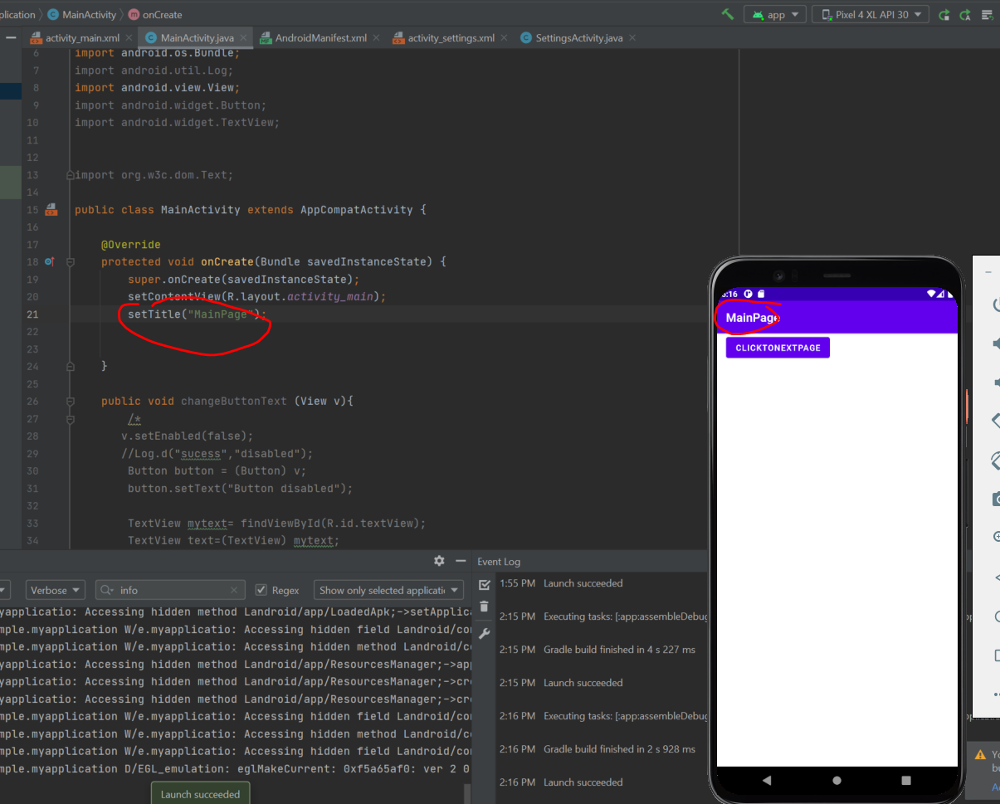 plication MainActivity onCreate
app Pixel 4 XL API 30
activity_main.xml MainActivity.java AndroidManifest.xml activity_settings.xml SettingsActivity.java
6 import android.os.Bundle;
7 import android.util.Log;
8 import android.view.View;
9 import android.widget.Button;
10 import android.widget.TextView;
11
12
13 import org.w3c.dom.Text;
14
15 public class MainActivity extends AppCompatActivity {
16
17 @Override
18 protected void onCreate(Bundle savedInstanceState) {
19 super.onCreate(savedInstanceState);
20 setContentView(R.layout.activity_main);
21 setTitle("MainPage");
22
23
24 }
25
26 public void changeButtonText (View v){
27 /*
28 v.setEnabled(false);
29 //Log.d("sucess","disabled");
30 Button button = (Button) v;
31 button.setText("Button disabled");
32
33 TextView mytext= findViewById(R.id.textView);
34 TextView text=(TextView) mytext;
:16
MainPage
CLICKTONEXTPAGE
Verbose info Regex Show only selected applicati
yapplicatio: Accessing hidden method Landroid/app/LoadedApk;->setApplica
mple.myapplication W/e.myapplicatio: Accessing hidden field Landroid/co
mple.myapplication W/e.myapplicatio: Accessing hidden method Landroid/c
yapplicatio: Accessing hidden method Landroid/app/ResourcesManager;->ap
yapplicatio: Accessing hidden method Landroid/app/ResourcesManager;->cr
yapplicatio: Accessing hidden method Landroid/app/ResourcesManager;->cr
mple.myapplication W/e.myapplicatio: Accessing hidden field Landroid/co
mple.myapplication W/e.myapplicatio: Accessing hidden method Landroid/c
mple.myapplication W/e.myapplicatio: Accessing hidden field Landroid/co
mple.myapplication D/EGL_emulation: eglMakeCurrent: 0xf5a65af0: ver 2 0
Launch succeeded
Event Log
1:55 PM Launch succeeded
2:15 PM Executing tasks: [:app:assembleDebug
2:15 PM Gradle build finished in 4 s 227 ms
2:15 PM Launch succeeded
2:16 PM Executing tasks: [:app:assembleDebug
2:16 PM Gradle build finished in 2 s 928 ms
2:16 PM Launch succeeded